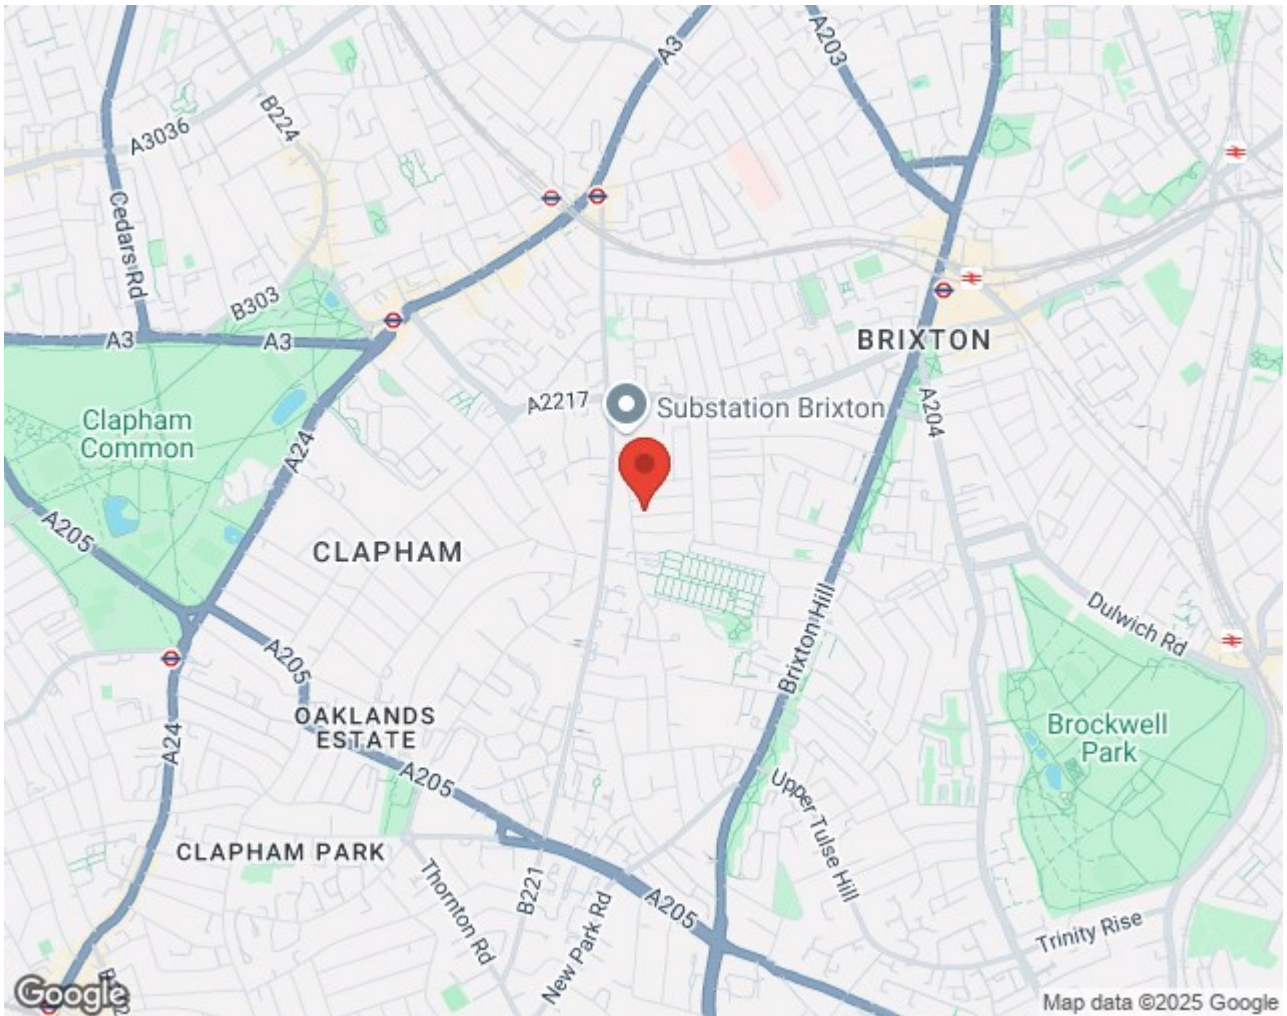 A3
A203
B224
A3036
Cedars Rd
B303
A3
A3
BRIXTON
A2217
Substation Brixton
A204
Clapham
Common
A24
A205
CLAPHAM
Brixton Hill
Dulwich Rd
A205
OAKLANDS
ESTATE
A24
Brockwell
Park
A205
Upper Tulse Hill
CLAPHAM PARK
Thornton Rd
B221
New Park Rd
A205
Trinity Rise
Google
Map data ©2025 Google